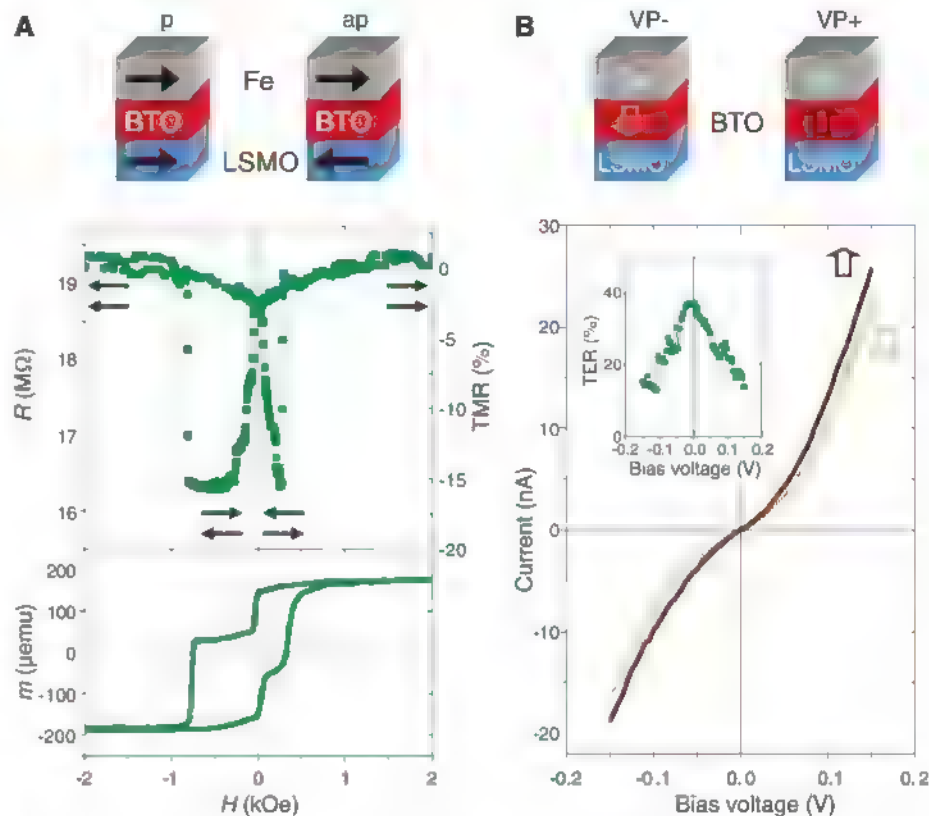 A
p
ap
Fe
BTO
BTO
LSMO
B
VP-
VP+
BTO
LSMO
LSMO
R (MΩ)
19
18
17
16
0
-5
-10
-15
-20
TMR (%)
m (µemu)
200
100
0
-100
-200
-2
-1
0
1
2
H (kOe)
Current (nA)
30
20
10
0
-10
-20
TER (%)
40
20
0
-0.2
-0.1
0.0
0.1
0.2
Bias voltage (V)
-0.2
-0.1
0.0
0.1
0.2
Bias voltage (V)